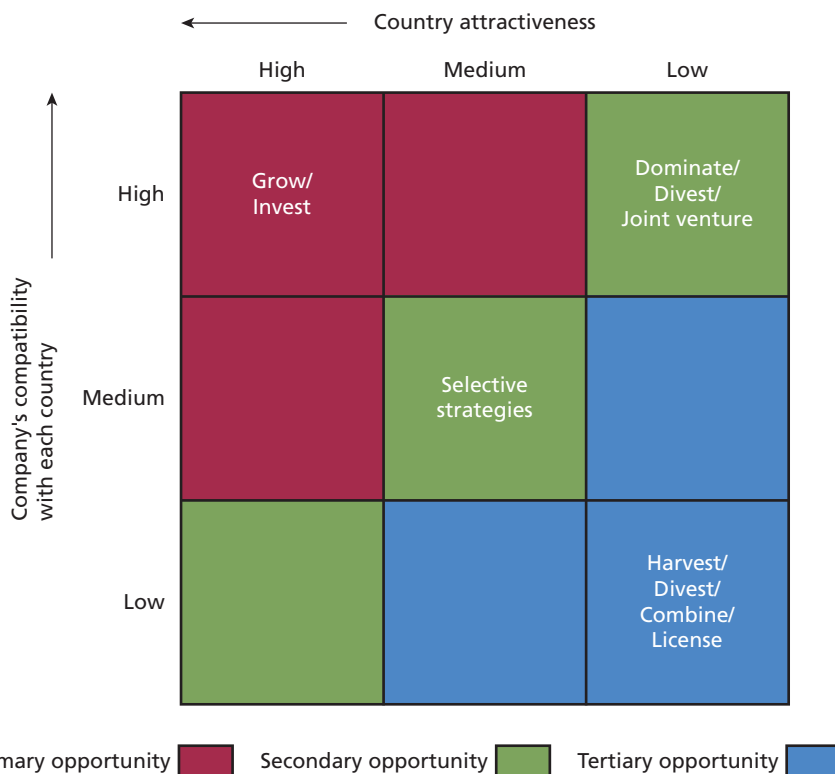 Country attractiveness
High Medium Low
High
Grow/
Invest
Dominate/
Divest/
Joint venture
Company's compatibility
with each country
Medium
Selective
strategies
Low
Harvest/
Divest/
Combine/
License
mary opportunity Secondary opportunity Tertiary opportunity